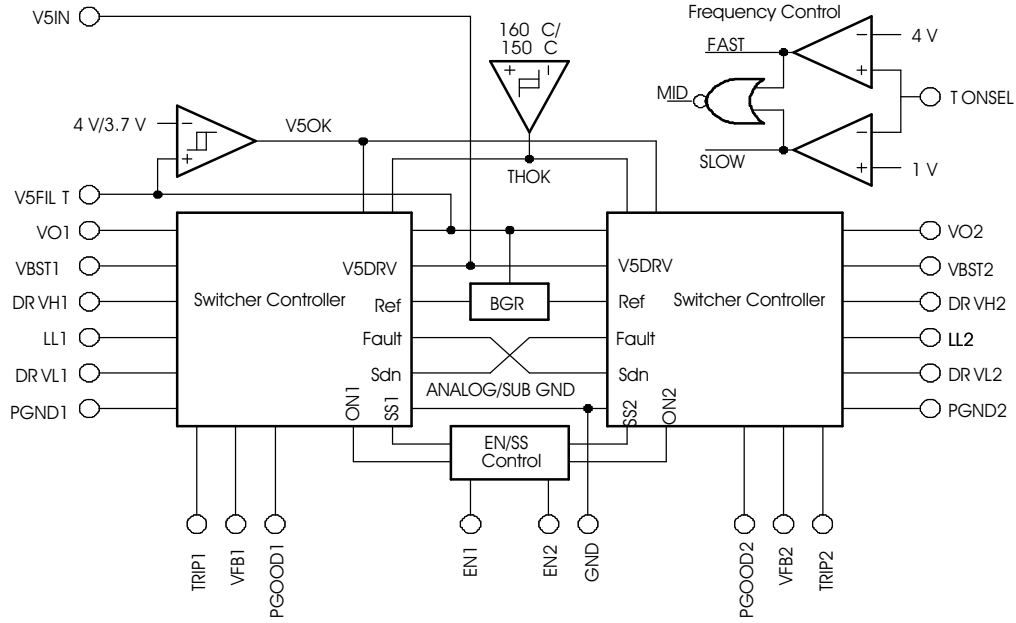 V5IN
160 C/
150 C
+ −
Frequency Control
FAST
−
4 V
MID
+
T ONSEL
4 V/3.7 V
−
V5OK
+
−
SLOW
+
1 V
THOK
V5FIL T
VO1
VO2
VBST1
V5DRV
V5DRV
VBST2
DR VH1
Switcher Controller
Ref
BGR
Ref
Switcher Controller
DR VH2
LL1
Fault
Fault
LL2
DR VL1
Sdn
Sdn
DR VL2
ANALOG/SUB GND
PGND1
ON1
SS1
SS2
ON2
PGND2
EN/SS
Control
TRIP1
VFB1
PGOOD1
EN1
EN2
GND
PGOOD2
VFB2
TRIP2